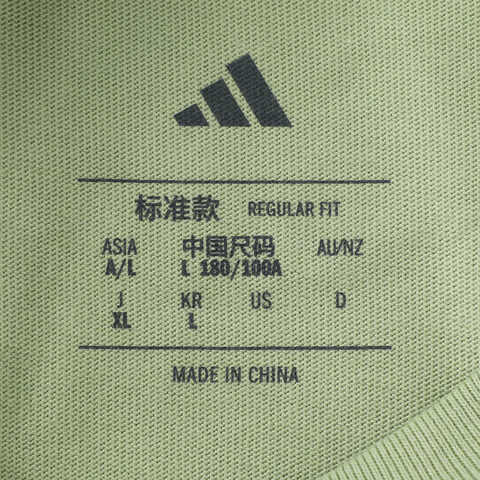 标准款 REGULAR FIT
ASIA 中国尺码 AU/NZ
A/L L 180/100A
J KR US D
XL L
MADE IN CHINA